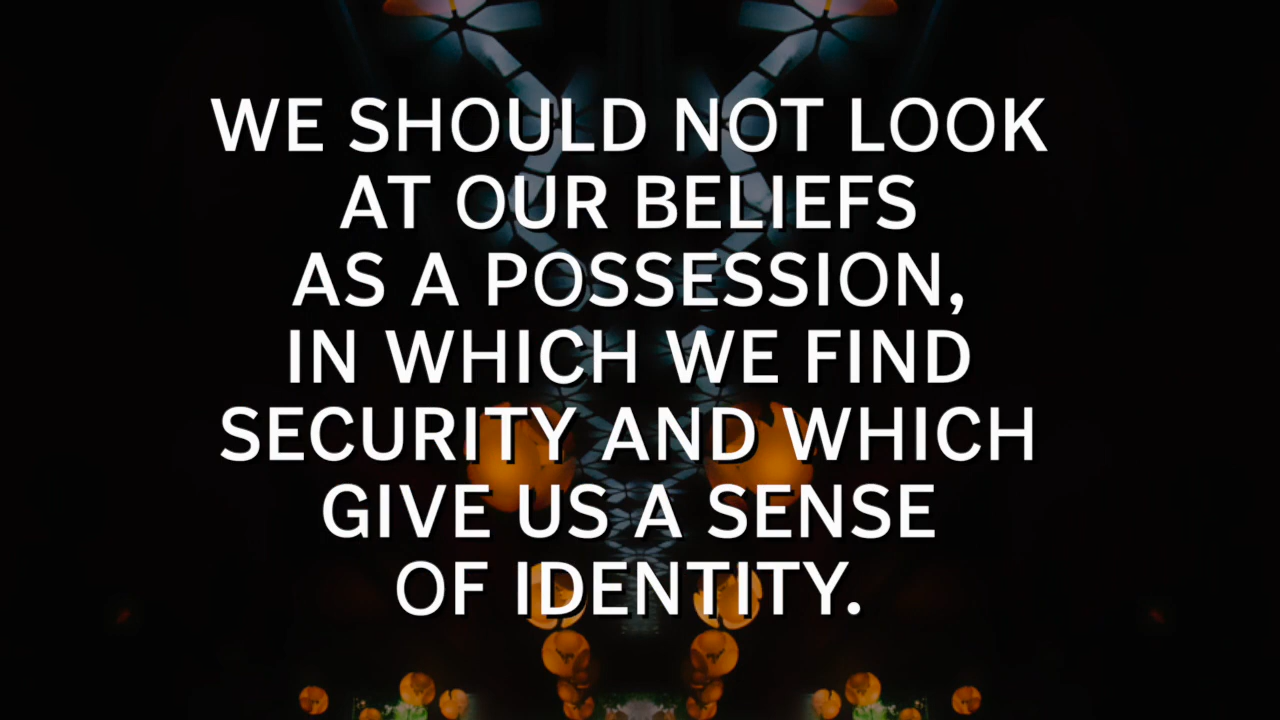 WE SHOULD NOT LOOK
AT OUR BELIEFS
AS A POSSESSION,
IN WHICH WE FIND
SECURITY AND WHICH
GIVE US A SENSE
OF IDENTITY.